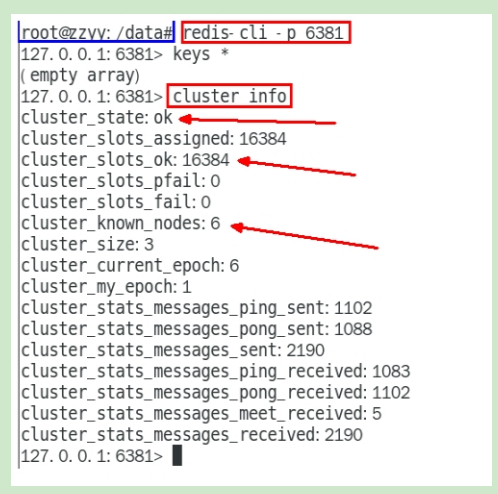 root@zzyy:/data# redis-cli -p 6381
127.0.0.1:6381> keys *
(empty array)
127.0.0.1:6381> cluster info
cluster_state:ok
cluster_slots_assigned:16384
cluster_slots_ok:16384
cluster_slots_pfail:0
cluster_slots_fail:0
cluster_known_nodes:6
cluster_size:3
cluster_current_epoch:6
cluster_my_epoch:1
cluster_stats_messages_ping_sent:1102
cluster_stats_messages_pong_sent:1088
cluster_stats_messages_sent:2190
cluster_stats_messages_ping_received:1083
cluster_stats_messages_pong_received:1102
cluster_stats_messages_meet_received:5
cluster_stats_messages_received:2190
127.0.0.1:6381>